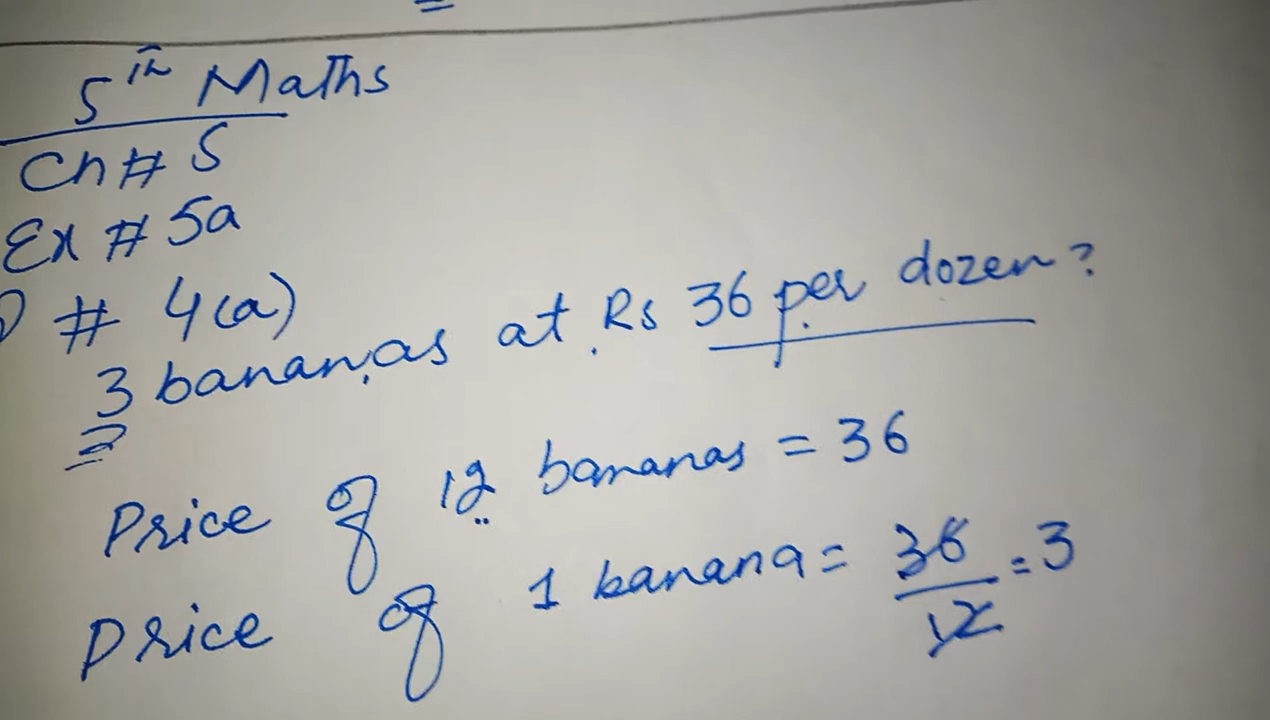 5th Maths
Ch # 5
Ex # 5a
# 4(a)
3 bananas at Rs 36 per dozen?
Price of 12 bananas = 36
Price of 1 banana = 36/12 = 3